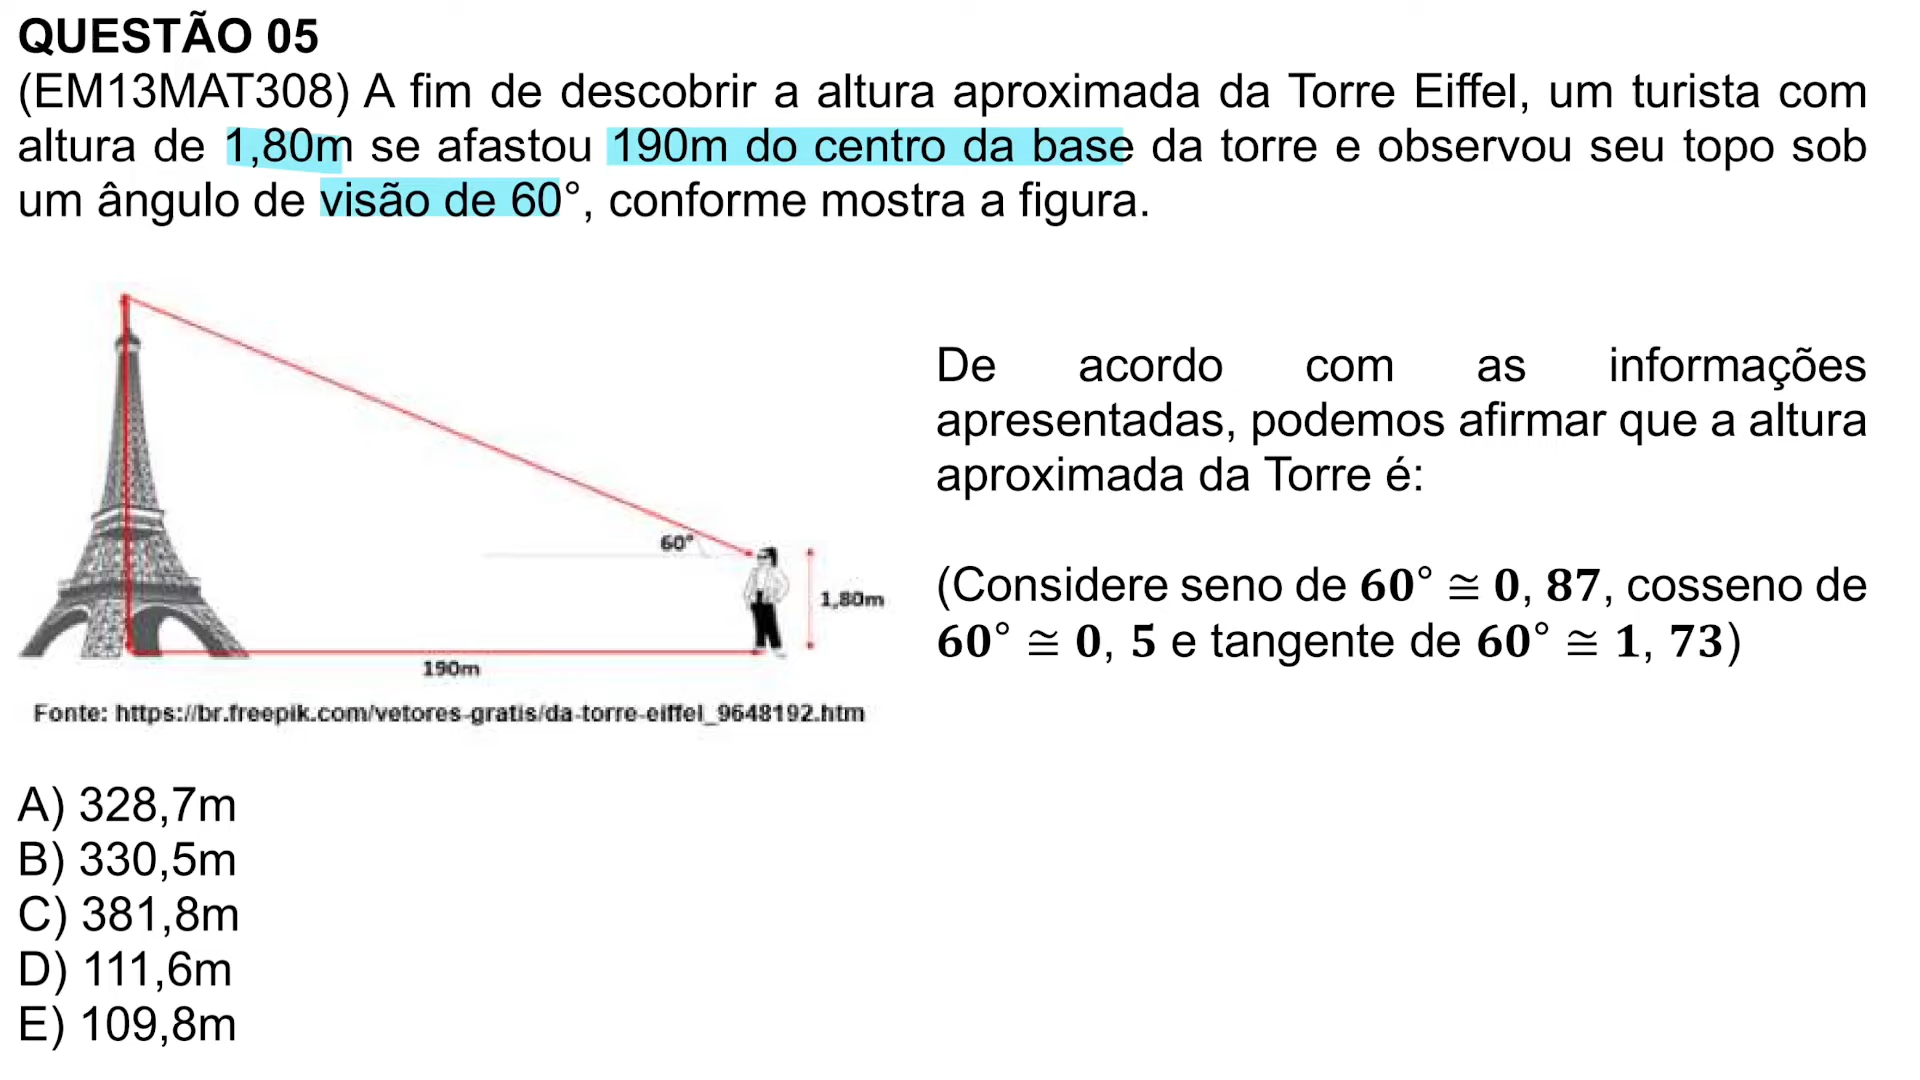 QUESTÃO 05
(EM13MAT308) A fim de descobrir a altura aproximada da Torre Eiffel, um turista com
altura de 1,80m se afastou 190m do centro da base da torre e observou seu topo sob
um ângulo de visão de 60°, conforme mostra a figura.
60°
1,80m
190m
Fonte: https://br.freepik.com/vetores-gratis/da-torre-eiffel_9648192.htm
De acordo com as informações
apresentadas, podemos afirmar que a altura
aproximada da Torre é:
(Considere seno de 60° ≅ 0, 87, cosseno de
60° ≅ 0, 5 e tangente de 60° ≅ 1, 73)
A) 328,7m
B) 330,5m
C) 381,8m
D) 111,6m
E) 109,8m